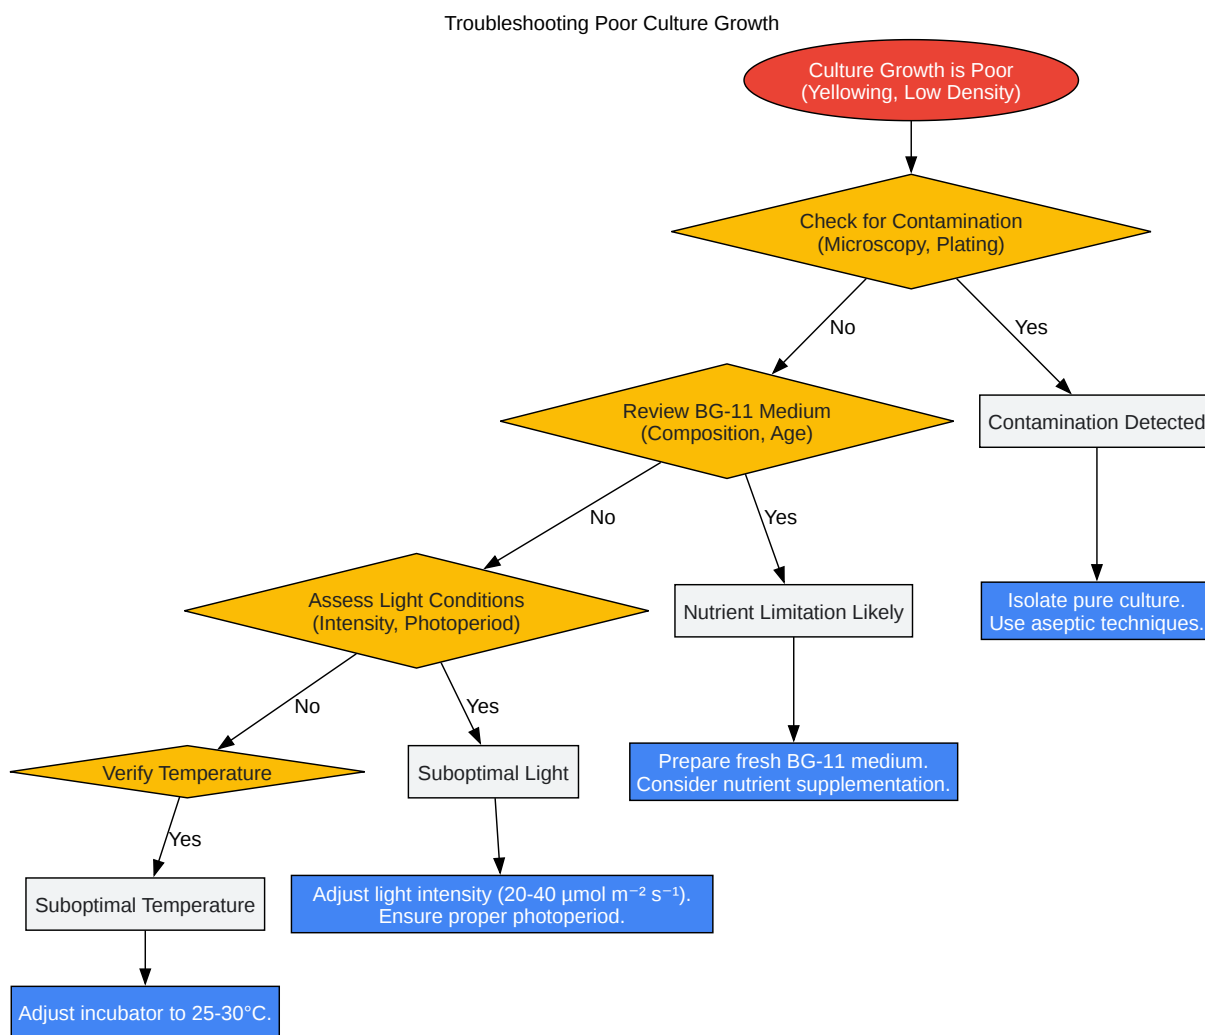 Troubleshooting Poor Culture Growth
Culture Growth is Poor
(Yellowing, Low Density)
Check for Contamination
(Microscopy, Plating)
No
Yes
Review BG-11 Medium
(Composition, Age)
Contamination Detected
No
Yes
Assess Light Conditions
(Intensity, Photoperiod)
Nutrient Limitation Likely
Isolate pure culture.
Use aseptic techniques.
No
Yes
Verify Temperature
Suboptimal Light
Prepare fresh BG-11 medium.
Consider nutrient supplementation.
Yes
Suboptimal Temperature
Adjust light intensity (20-40 µmol m⁻² s⁻¹).
Ensure proper photoperiod.
Adjust incubator to 25-30°C.